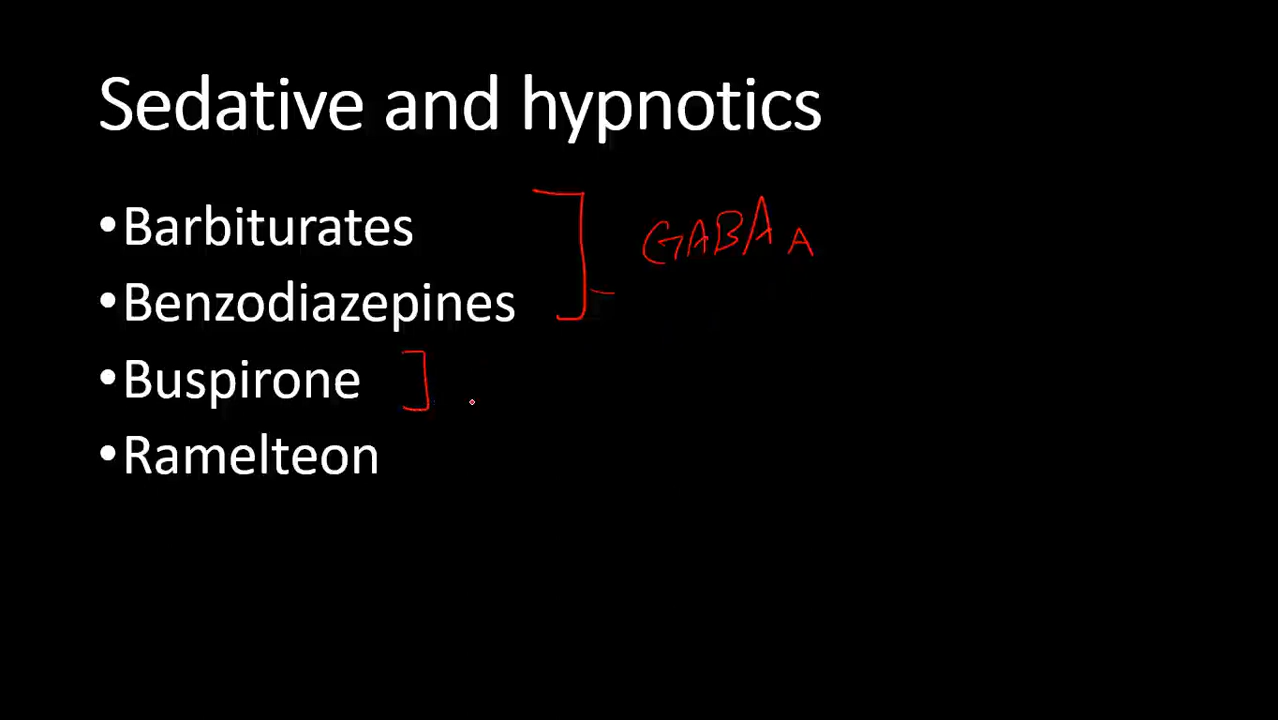 Sedative and hypnotics
•Barbiturates
GABA A
•Benzodiazepines
•Buspirone
•Ramelteon